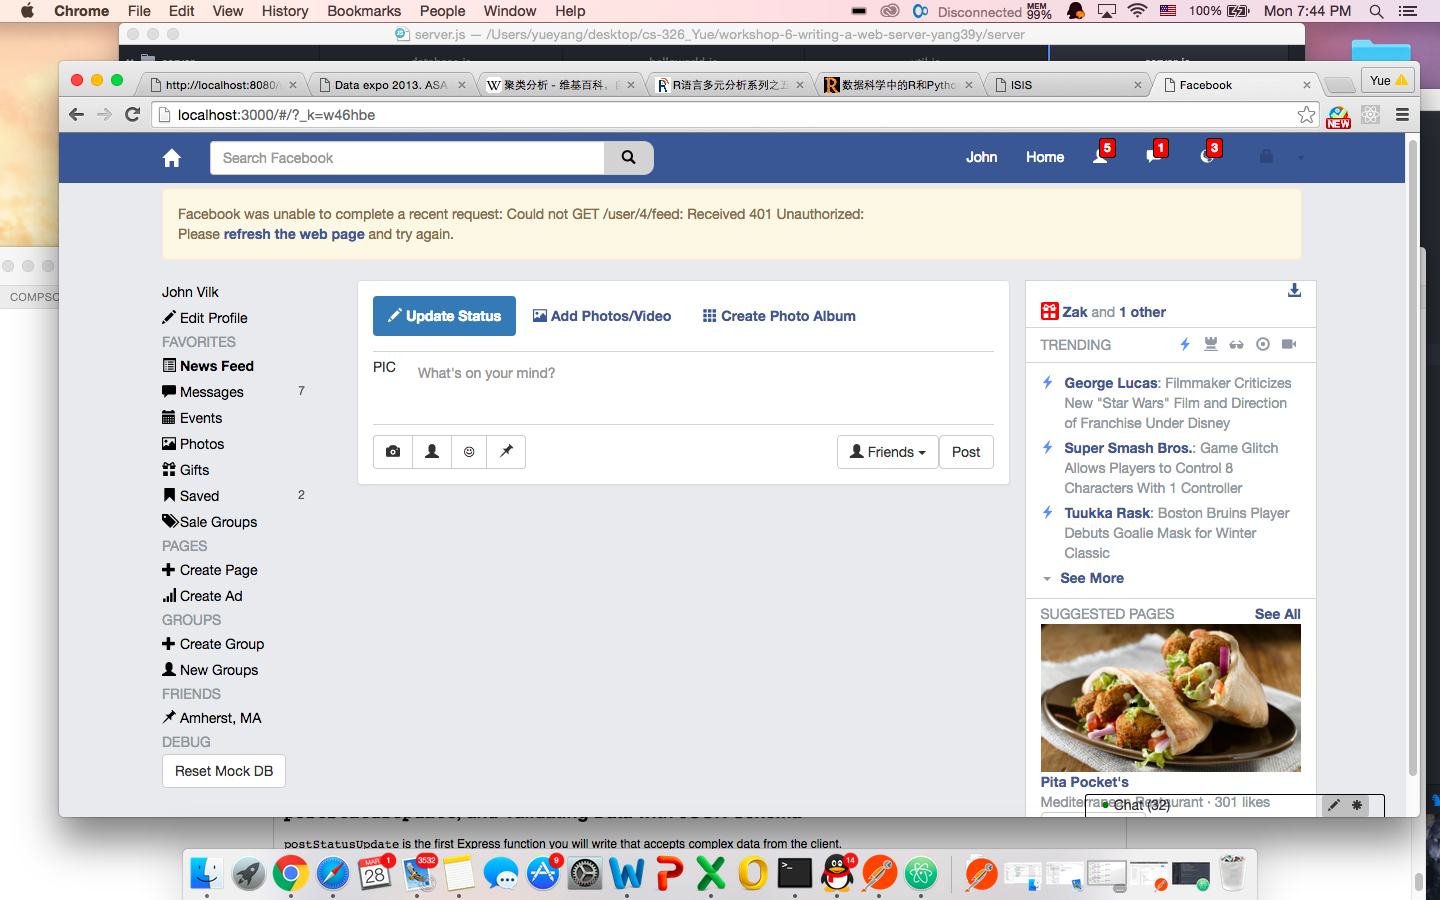 Chrome File Edit View History Bookmarks People Window Help
Disconnected MEM 99% 100% Mon 7:44 PM
server.js — /Users/yueyang/desktop/cs-326_Yue/workshop-6-writing-a-web-server-yang39y/server
http://localhost:8080/ Data expo 2013. ASA 聚类分析 - 维基百科, R语言多元分析系列之五 数据科学中的R和Pytho ISIS Facebook Yue
localhost:3000/#/?_k=w46hbe NEW
Search Facebook John Home 5 1 3
Facebook was unable to complete a recent request: Could not GET /user/4/feed: Received 401 Unauthorized:
Please refresh the web page and try again.
COMPSC
John Vilk
Edit Profile
FAVORITES
News Feed
Messages 7
Events
Photos
Gifts
Saved 2
Sale Groups
PAGES
Create Page
Create Ad
GROUPS
Create Group
New Groups
FRIENDS
Amherst, MA
DEBUG
Reset Mock DB
Update Status Add Photos/Video Create Photo Album
PIC What's on your mind?
Friends Post
Zak and 1 other
TRENDING
George Lucas: Filmmaker Criticizes
New "Star Wars" Film and Direction
of Franchise Under Disney
Super Smash Bros.: Game Glitch
Allows Players to Control 8
Characters With 1 Controller
Tuukka Rask: Boston Bruins Player
Debuts Goalie Mask for Winter
Classic
See More
SUGGESTED PAGES See All
Pita Pocket's
Mediterranean Restaurant · 301 likes
Chat (32)
postStatusUpdate is the first Express function you will write that accepts complex data from the client.
MAR 28 1 3532 9 14